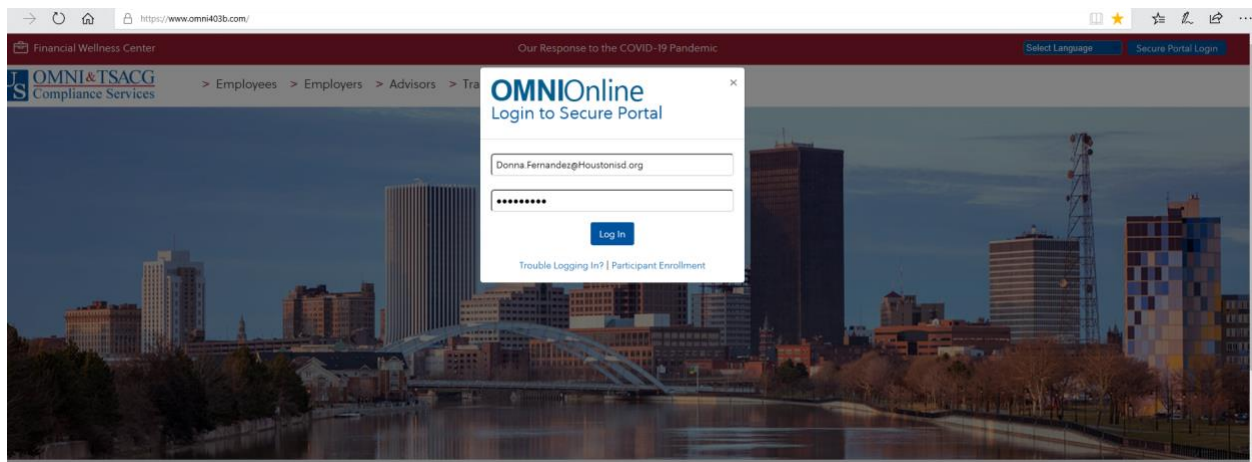 https://www.omni403b.com/
Financial Wellness Center
Our Response to the COVID-19 Pandemic
Select Language
Secure Portal Login
OMNI & TSACG
Compliance Services
> Employees > Employers > Advisors > Tra
OMNIOnline
×
Login to Secure Portal
Donna.Fernandez@Houstonisd.org
•••••••••
Log In
Trouble Logging In? | Participant Enrollment